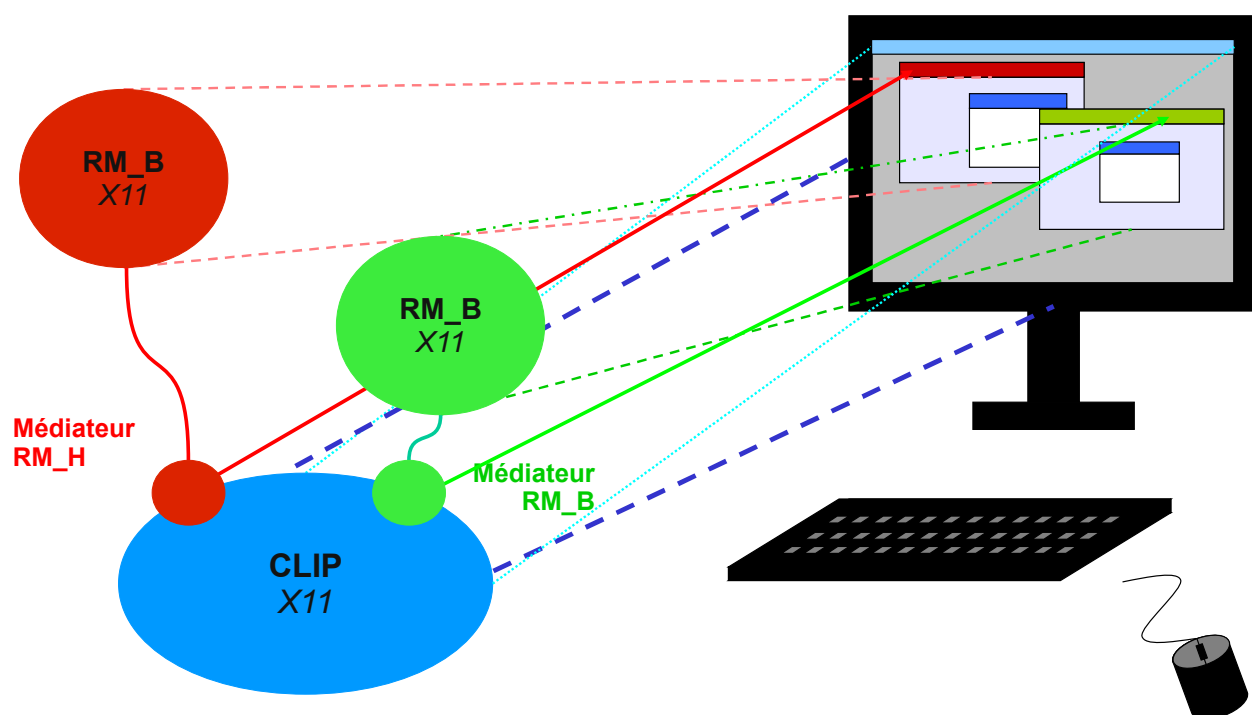 RM_B
X11
RM_B
X11
Médiateur
RM_H
Médiateur
RM_B
CLIP
X11